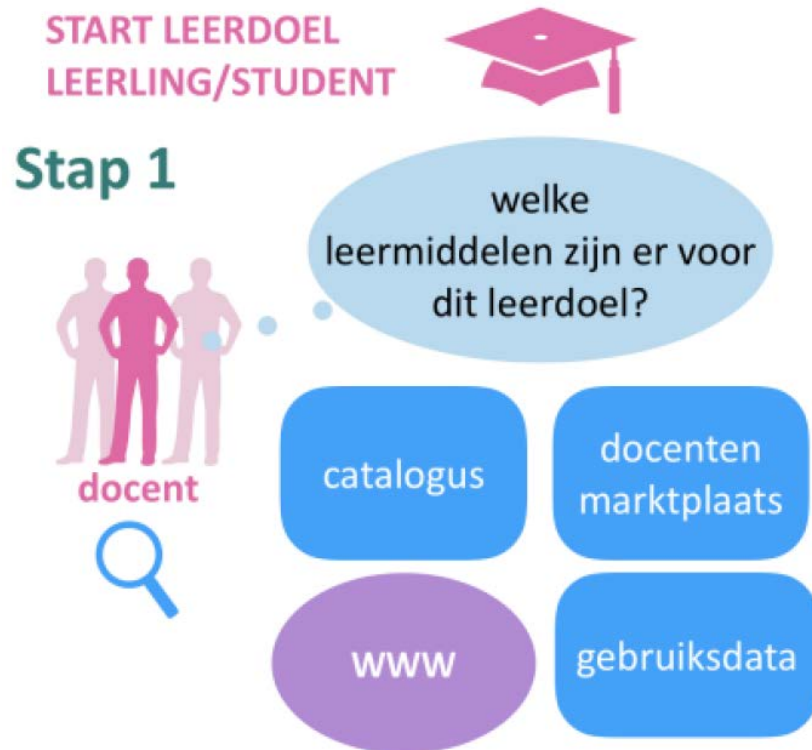 START LEERDOEL
LEERLING/STUDENT
Stap 1
welke
leermiddelen zijn er voor
dit leerdoel?
docent
catalogus
docenten
marktplaats
www
gebruiksdata